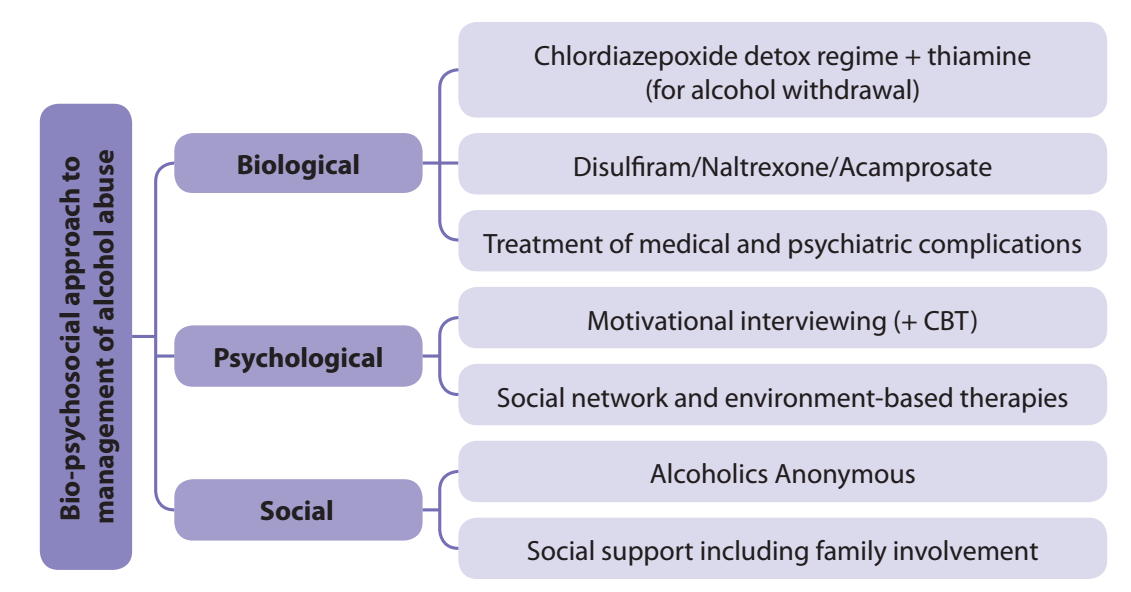 Bio-psychosocial approach to
management of alcohol abuse
Biological
Chlordiazepoxide detox regime + thiamine
(for alcohol withdrawal)
Disulfiram/Naltrexone/Acamprosate
Treatment of medical and psychiatric complications
Psychological
Motivational interviewing (+ CBT)
Social network and environment-based therapies
Social
Alcoholics Anonymous
Social support including family involvement